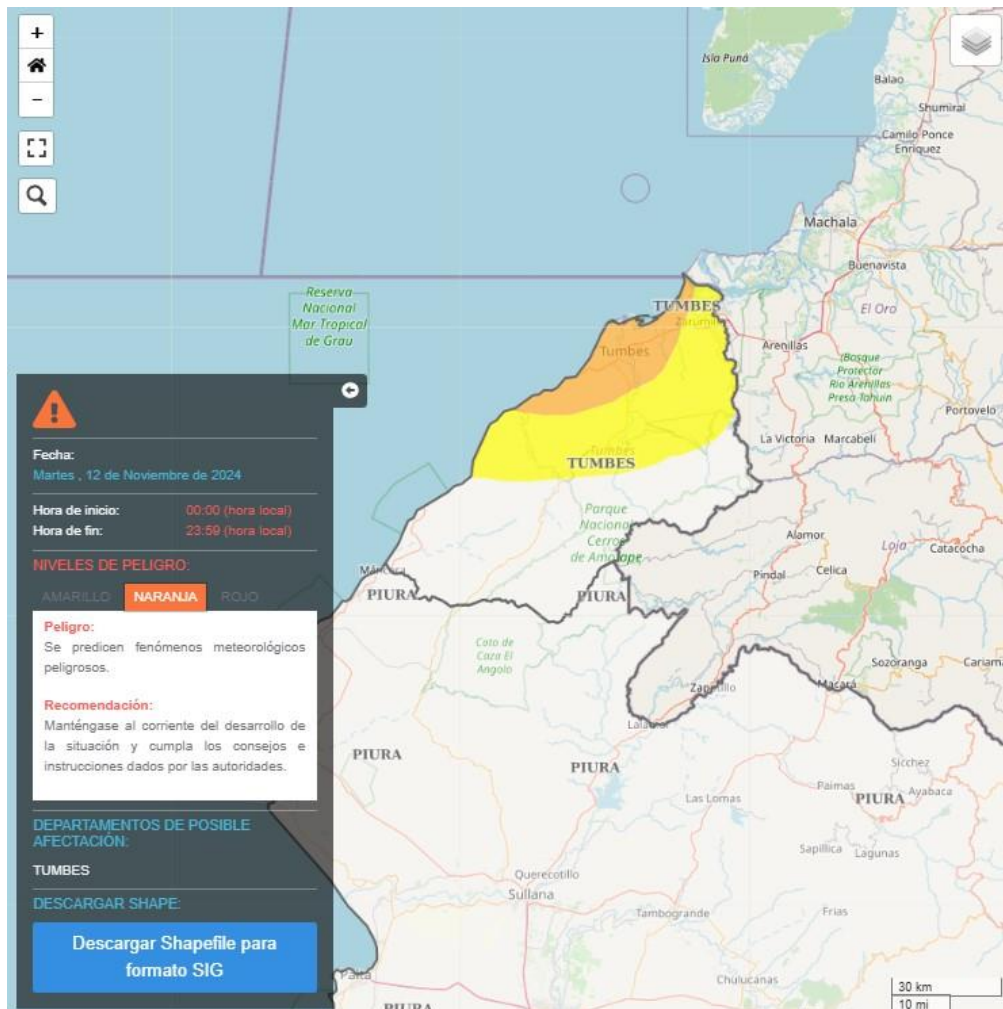 +
−
Isla Puná
Balao
Shumiral
Camilo Ponce
Enriquez
Machala
Buenavista
Reserva
Nacional
Mar Tropical
de Grau
TUMBES
Zarumilla
El Oro
Arenillas
Tumbes
Bosque
Protector
Río Arenillas
Presa Tahuín
Portovelo
La Victoria
Marcabelí
Tumbes
TUMBES
Parque
Nacional
Cerros
de Amotape
Alamor
Loja
Catacocha
Celica
Pindal
PIURA
PIURA
Coto de
Caza El
Angolo
Sozoranga
Cariam
Zapotillo
Macará
Lalamor
PIURA
PIURA
Sicchez
Paimas
Ayabaca
PIURA
Las Lomas
Sapillica
Lagunas
Querecotillo
Sullana
Tambogrande
Frias
Chulucanas
Paita
PIURA
30 km
10 mi
Fecha:
Martes , 12 de Noviembre de 2024
Hora de inicio: 00:00 (hora local)
Hora de fin: 23:59 (hora local)
NIVELES DE PELIGRO:
AMARILLO NARANJA ROJO
Peligro:
Se predicen fenómenos meteorológicos
peligrosos.
Recomendación:
Manténgase al corriente del desarrollo de
la situación y cumpla los consejos e
instrucciones dados por las autoridades.
DEPARTAMENTOS DE POSIBLE
AFECTACIÓN:
TUMBES
DESCARGAR SHAPE:
Descargar Shapefile para
formato SIG